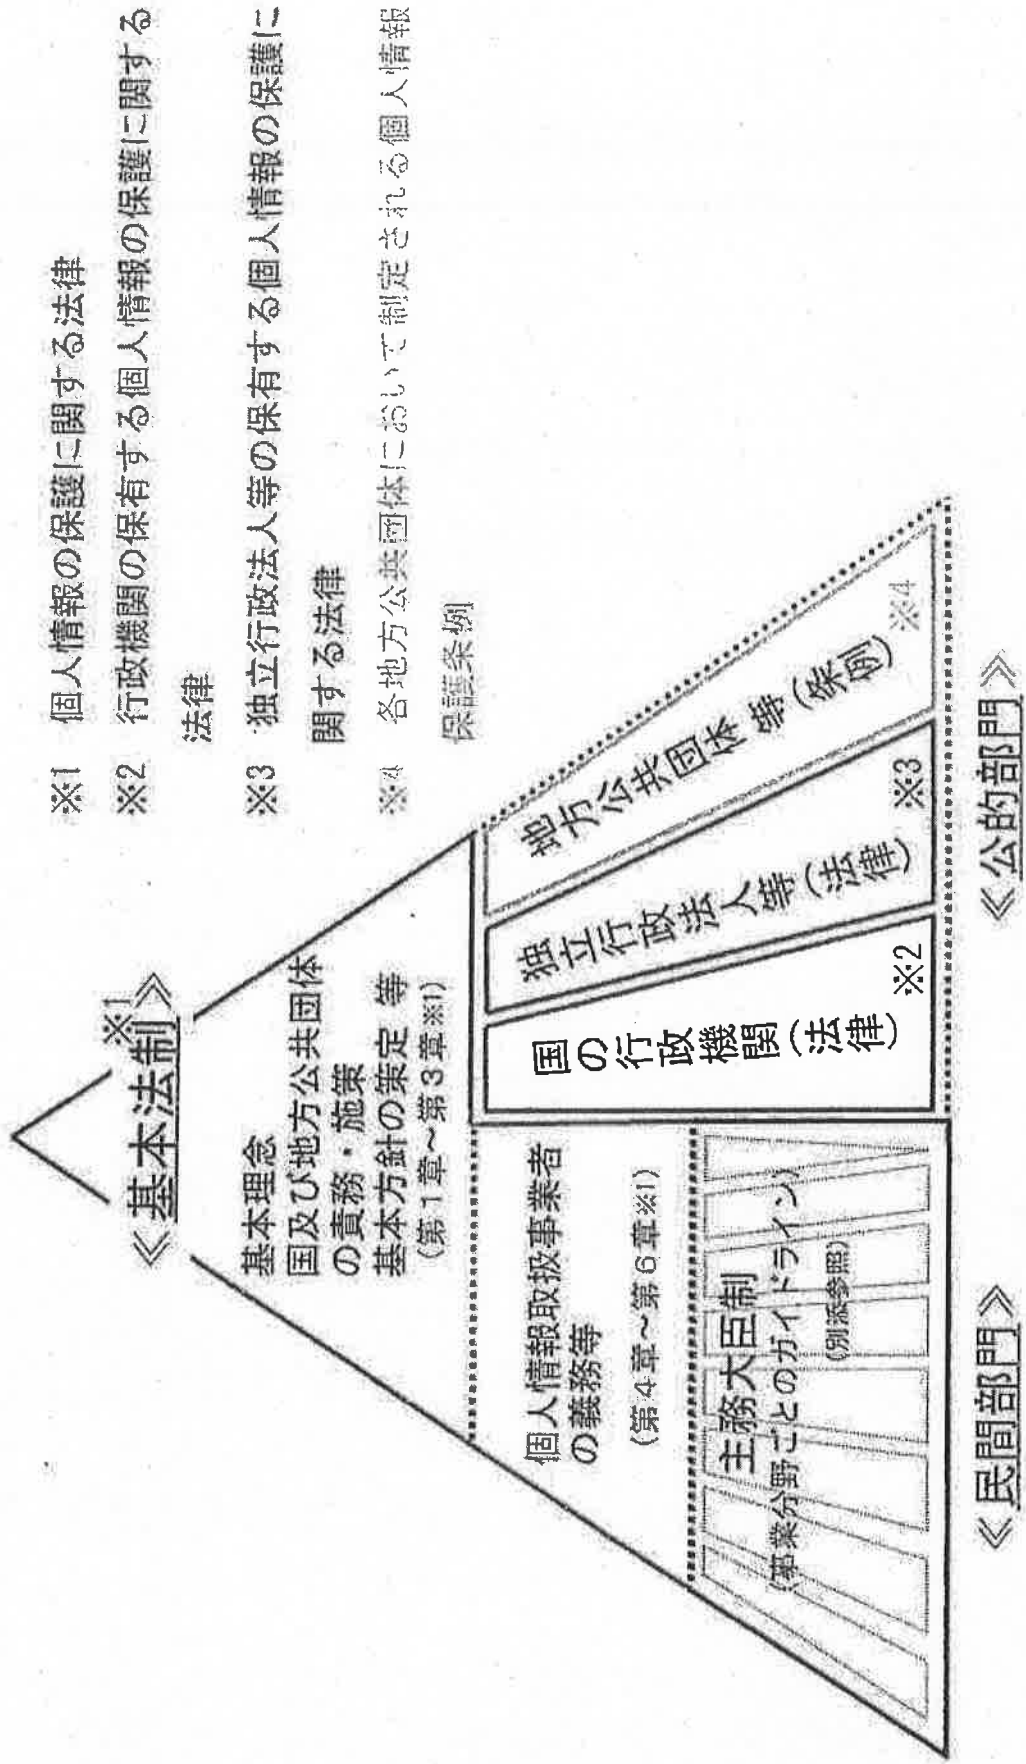 ※1 個人情報の保護に関する法律
※2 行政機関の保有する個人情報の保護に関する
法律
※3 独立行政法人等の保有する個人情報の保護に
関する法律
※4 各地方公共団体において制定される個人情報
保護条例
≪基本法制≫
※1
基本理念
国及び地方公共団体
の責務・施策
基本方針の策定 等
(第1章~第3章※1)
個人情報取扱事業者
の義務等
(第4章~第6章※1)
主務大臣制
(事業分野ごとのガイドライン)
(別添参照)
国の行政機関(法律)
※2
独立行政法人等(法律)
※3
地方公共団体 等(条例)
※4
≪民間部門≫
≪公的部門≫